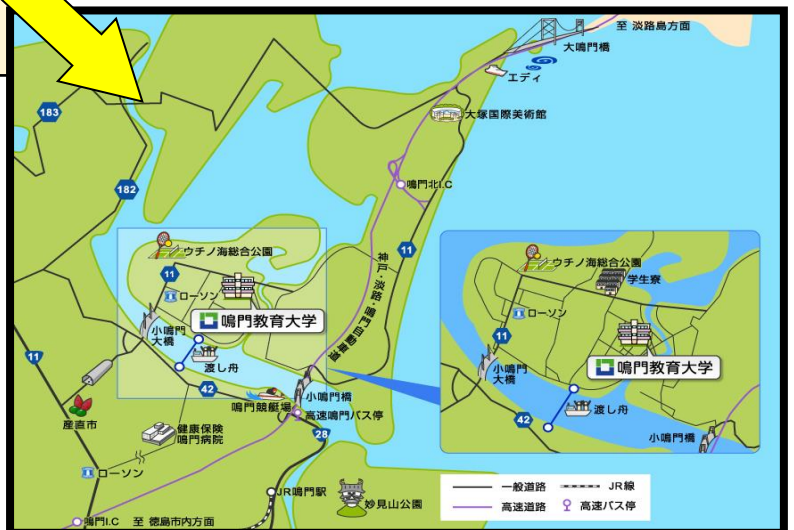 至 淡路島方面
大鳴門橋
エディ
183
大塚国際美術館
182
鳴門北I.C
11
神戸・淡路・鳴門自動車道
ウチノ海総合公園
11
ローソン
鳴門教育大学
小鳴門
大橋
渡し舟
11
42
鳴門競艇場
小鳴門橋
高速鳴門バス停
28
産直市
健康保険
鳴門病院
ローソン
JR鳴門駅
妙見山公園
鳴門I.C 至 徳島市内方面
ウチノ海総合公園
学生寮
ローソン
11
鳴門教育大学
小鳴門
大橋
42
渡し舟
小鳴門橋
一般道路
JR線
高速道路
高速バス停